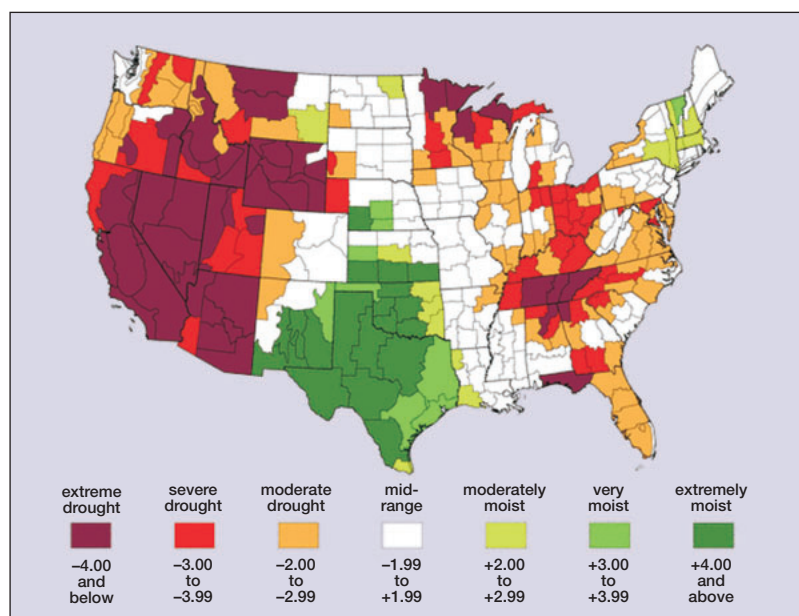 extreme drought
severe drought
moderate drought
mid-range
moderately moist
very moist
extremely moist
−4.00 and below
−3.00 to −3.99
−2.00 to −2.99
−1.99 to +1.99
+2.00 to +2.99
+3.00 to +3.99
+4.00 and above